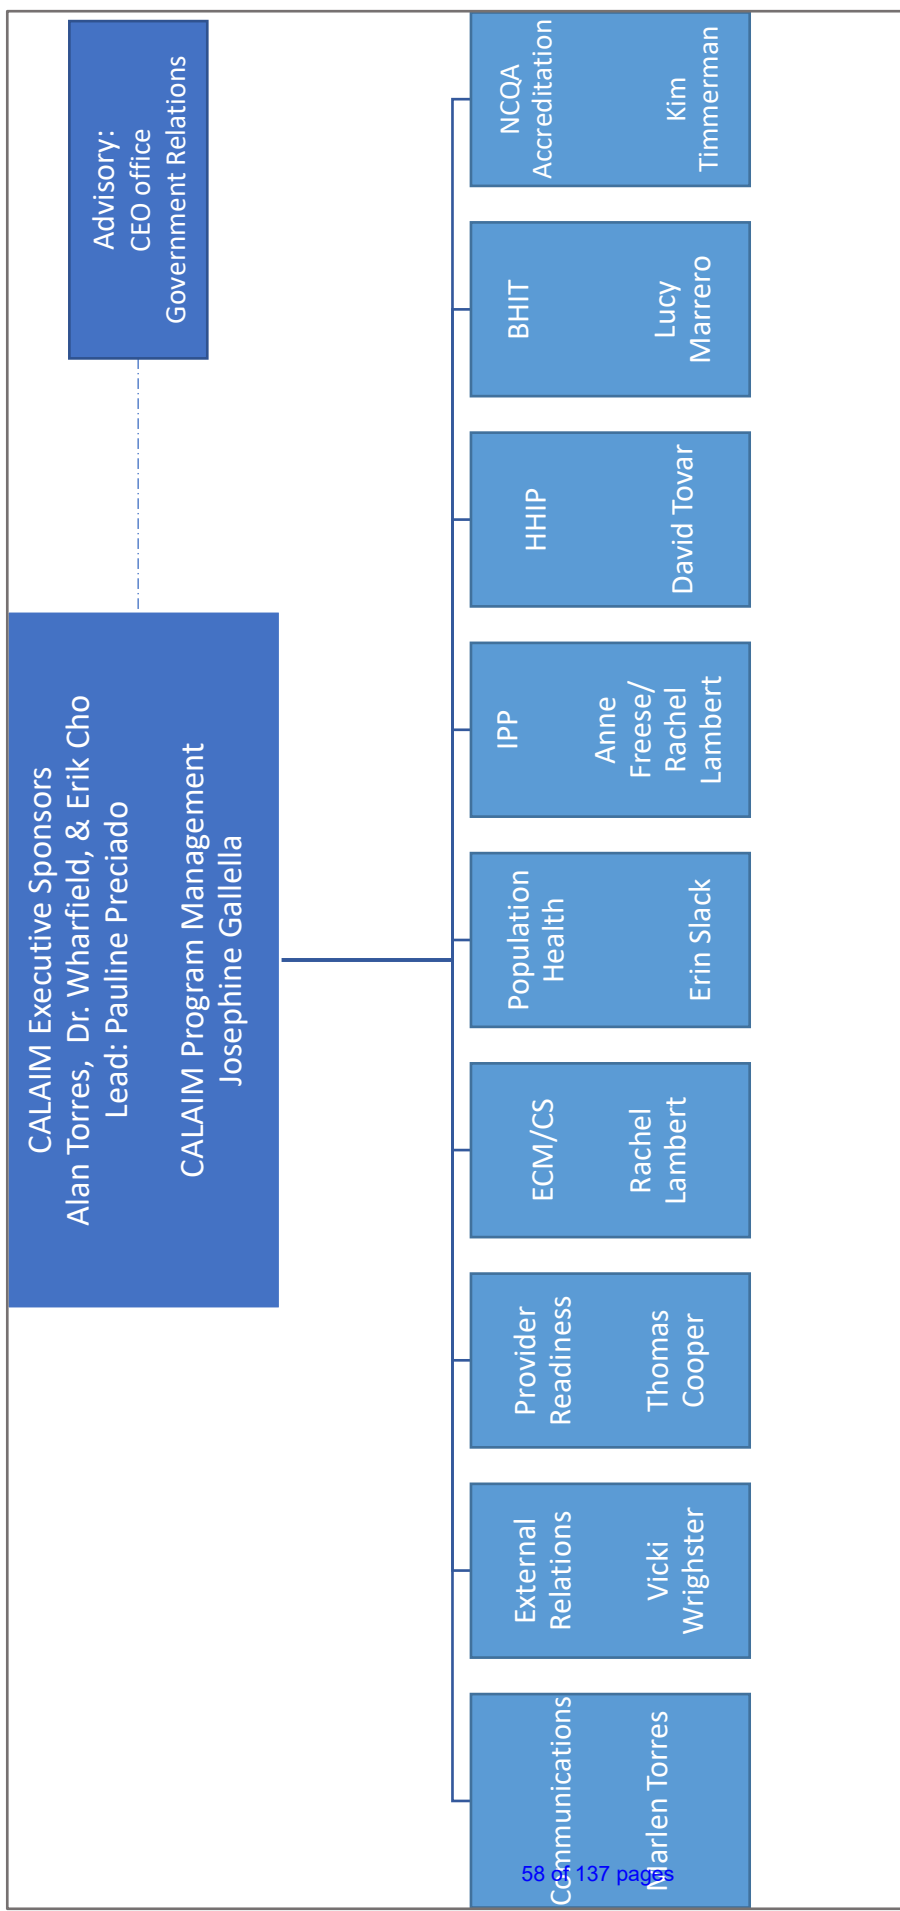 CALAIM Executive Sponsors
Alan Torres, Dr. Wharfield, & Erik Cho
Lead: Pauline Preciado
CALAIM Program Management
Josephine Gallella
Advisory:
CEO office
Government Relations
Communications
Marlen Torres
External
Relations
Vicki
Wrighster
Provider
Readiness
Thomas
Cooper
ECM/CS
Rachel
Lambert
Population
Health
Erin Slack
IPP
Anne
Freese/
Rachel
Lambert
HHIP
David Tovar
BHIT
Lucy
Marrero
NCQA
Accreditation
Kim
Timmerman
58 of 137 pages